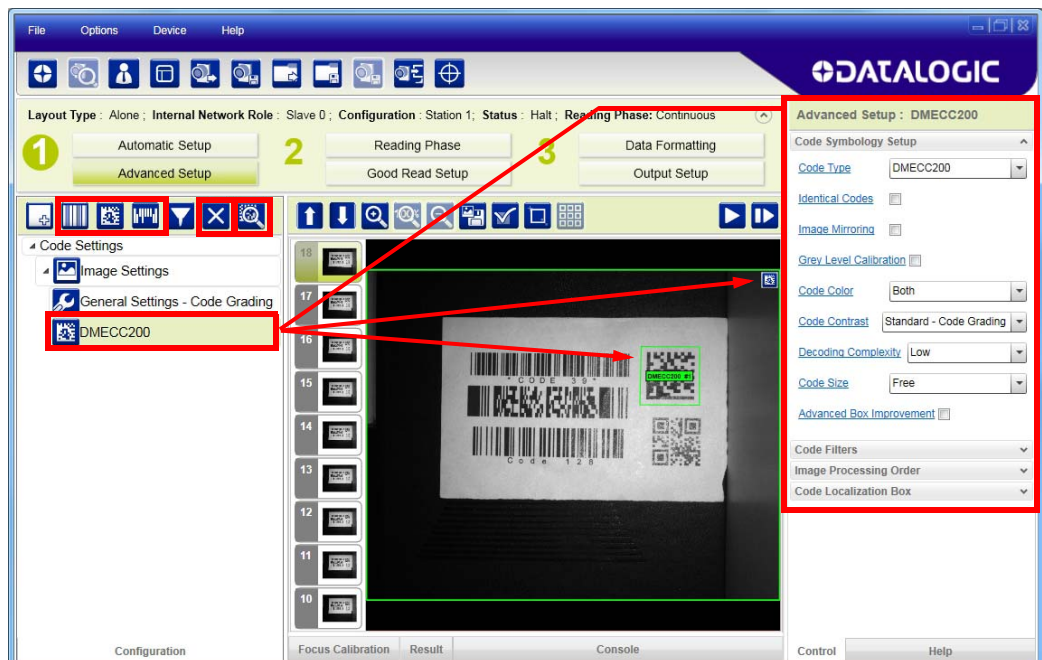 File Options Device Help
DATALOGIC
Layout Type : Alone ; Internal Network Role : Slave 0 ; Configuration : Station 1; Status : Halt ; Reading Phase: Continuous
1 Automatic Setup 2 Reading Phase 3 Data Formatting
Advanced Setup Good Read Setup Output Setup
Code Settings
Image Settings
General Settings - Code Grading
DMECC200
18
17
16
15
14
13
12
11
10
* CODE 39 *
DMECC200 #1
Code 128
Advanced Setup : DMECC200
Code Symbology Setup
Code Type DMECC200
Identical Codes
Image Mirroring
Grey Level Calibration
Code Color Both
Code Contrast Standard - Code Grading
Decoding Complexity Low
Code Size Free
Advanced Box Improvement
Code Filters
Image Processing Order
Code Localization Box
Configuration Focus Calibration Result Console Control Help